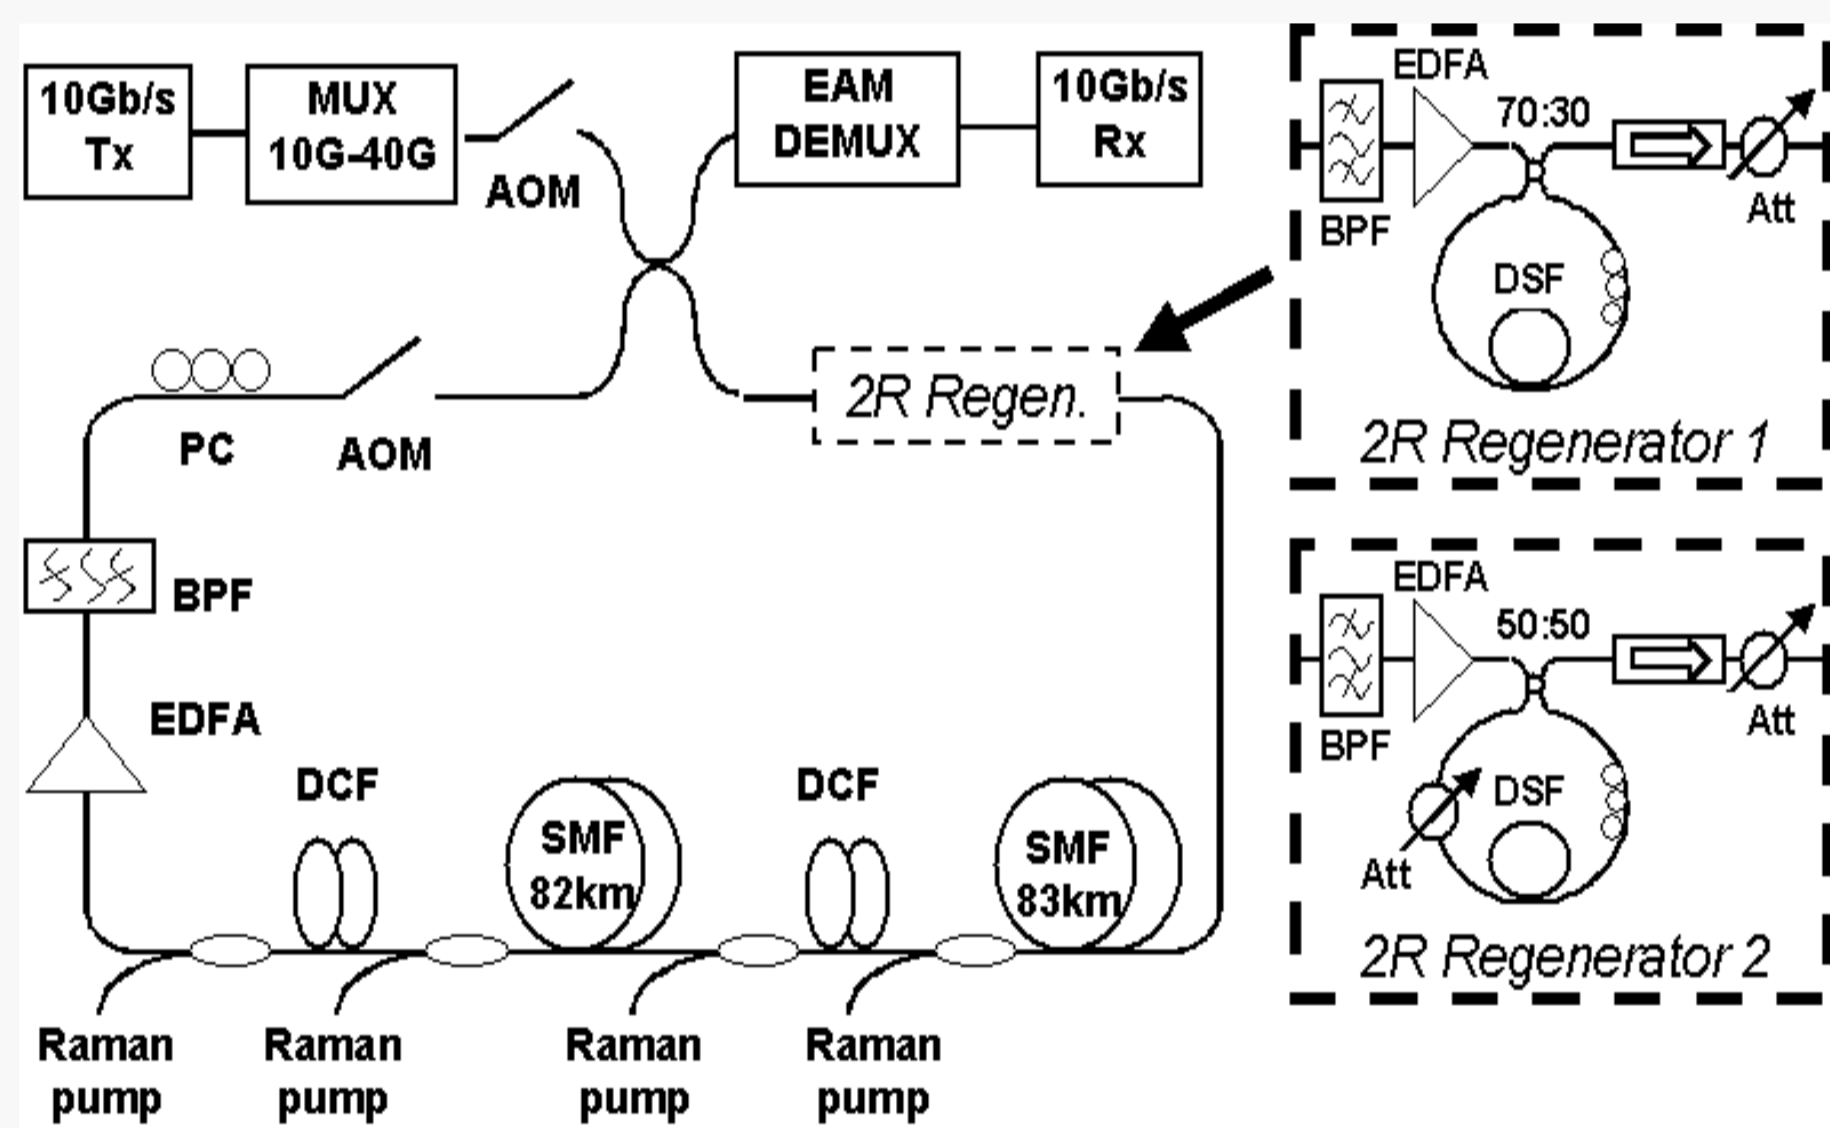 10Gb/s
Tx
MUX
10G-40G
AOM
EAM
DEMUX
10Gb/s
Rx
PC
AOM
2R Regen.
BPF
EDFA
DCF
SMF
82km
DCF
SMF
83km
Raman
pump
Raman
pump
Raman
pump
Raman
pump
EDFA
70:30
BPF
Att
DSF
2R Regenerator 1
EDFA
50:50
BPF
Att
DSF
Att
2R Regenerator 2